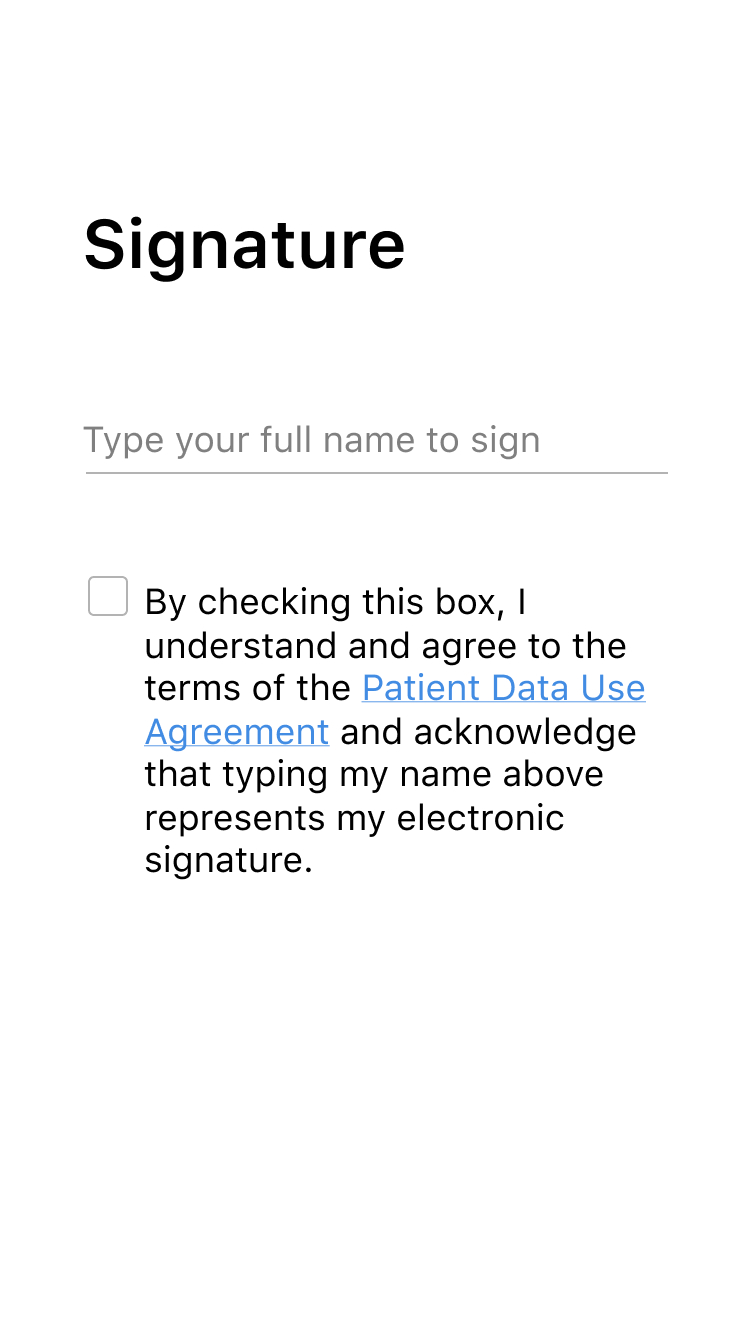 Signature
Type your full name to sign
By checking this box, I
understand and agree to the
terms of the Patient Data Use
Agreement and acknowledge
that typing my name above
represents my electronic
signature.